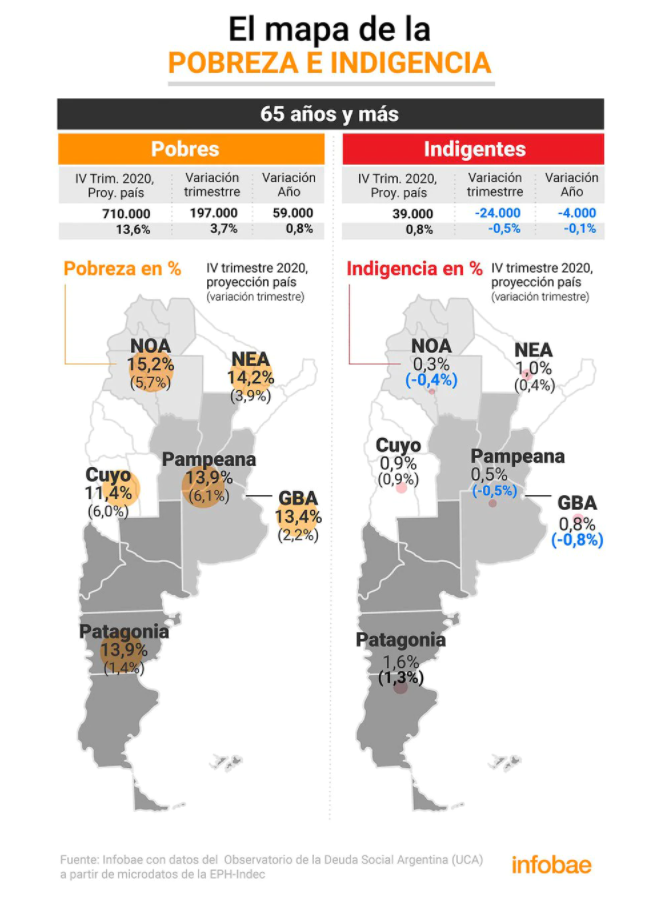 El mapa de la
POBREZA E INDIGENCIA
65 años y más
Pobres
IV Trim. 2020,
Proy. país
Variación
trimestrre
Variación
Año
710.000
197.000
59.000
13,6%
3,7%
0,8%
Indigentes
IV Trim. 2020,
Proy. país
Variación
trimestrre
Variación
Año
39.000
-24.000
-4.000
0,8%
-0,5%
-0,1%
Pobreza en %
IV trimestre 2020,
proyección país
(variación trimestre)
NOA
15,2%
(5,7%)
NEA
14,2%
(3,9%)
Pampeana
13,9%
(6,1%)
Cuyo
11,4%
(6,0%)
GBA
13,4%
(2,2%)
Patagonia
13,9%
(1,4%)
Indigencia en %
IV trimestre 2020,
proyección país
(variación trimestre)
NOA
0,3%
(-0,4%)
NEA
1,0%
(0,4%)
Cuyo
0,9%
(0,9%)
Pampeana
0,5%
(-0,5%)
GBA
0,8%
(-0,8%)
Patagonia
1,6%
(1,3%)
Fuente: Infobae con datos del Observatorio de la Deuda Social Argentina (UCA)
a partir de microdatos de la EPH-Indec
infobae